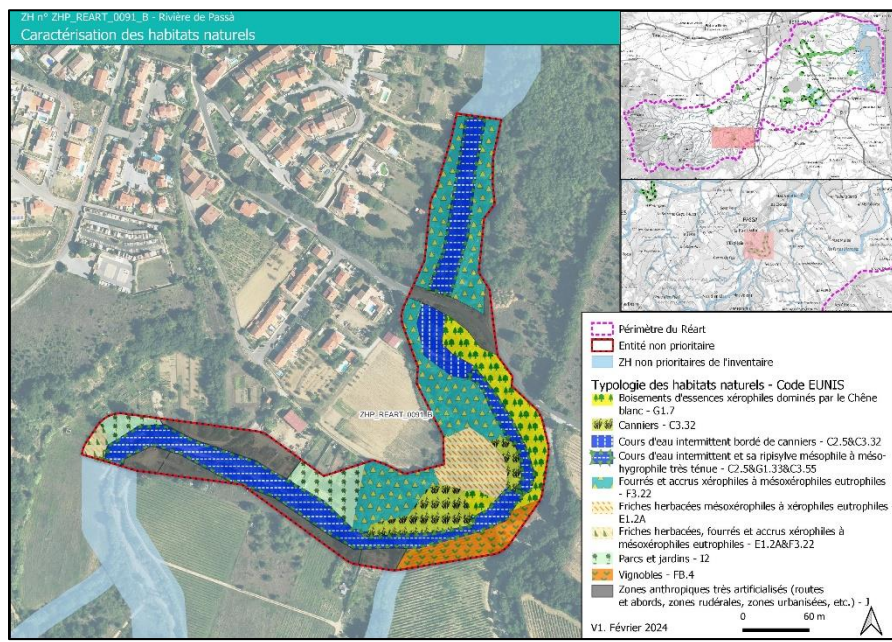 ZH n° ZHP_REART_0091_B - Rivière de Passà
Caractérisation des habitats naturels
ZHP_REART_0091_B
Périmètre du Réart
Entité non prioritaire
ZH non prioritaires de l'inventaire
Typologie des habitats naturels - Code EUNIS
Boisements d'essences xérophiles dominés par le Chêne
blanc - G1.7
Canniers - C3.32
Cours d'eau intermittent bordé de canniers - C2.5&C3.32
Cours d'eau intermittent et sa ripisylve mésophile à méso-
hygrophile très ténue - C2.5&G1.33&C3.55
Fourrés et accrus xérophiles à mésoxérophiles eutrophiles
- F3.22
Friches herbacées mésoxérophiles à xérophiles eutrophiles
E1.2A
Friches herbacées, fourrés et accrus xérophiles à
mésoxérophiles eutrophiles - E1.2A&F3.22
Parcs et jardins - I2
Vignobles - FB.4
Zones anthropiques très artificialisées (routes
et abords, zones rudérales, zones urbanisées, etc.) - J
V1. Février 2024
0 60 m